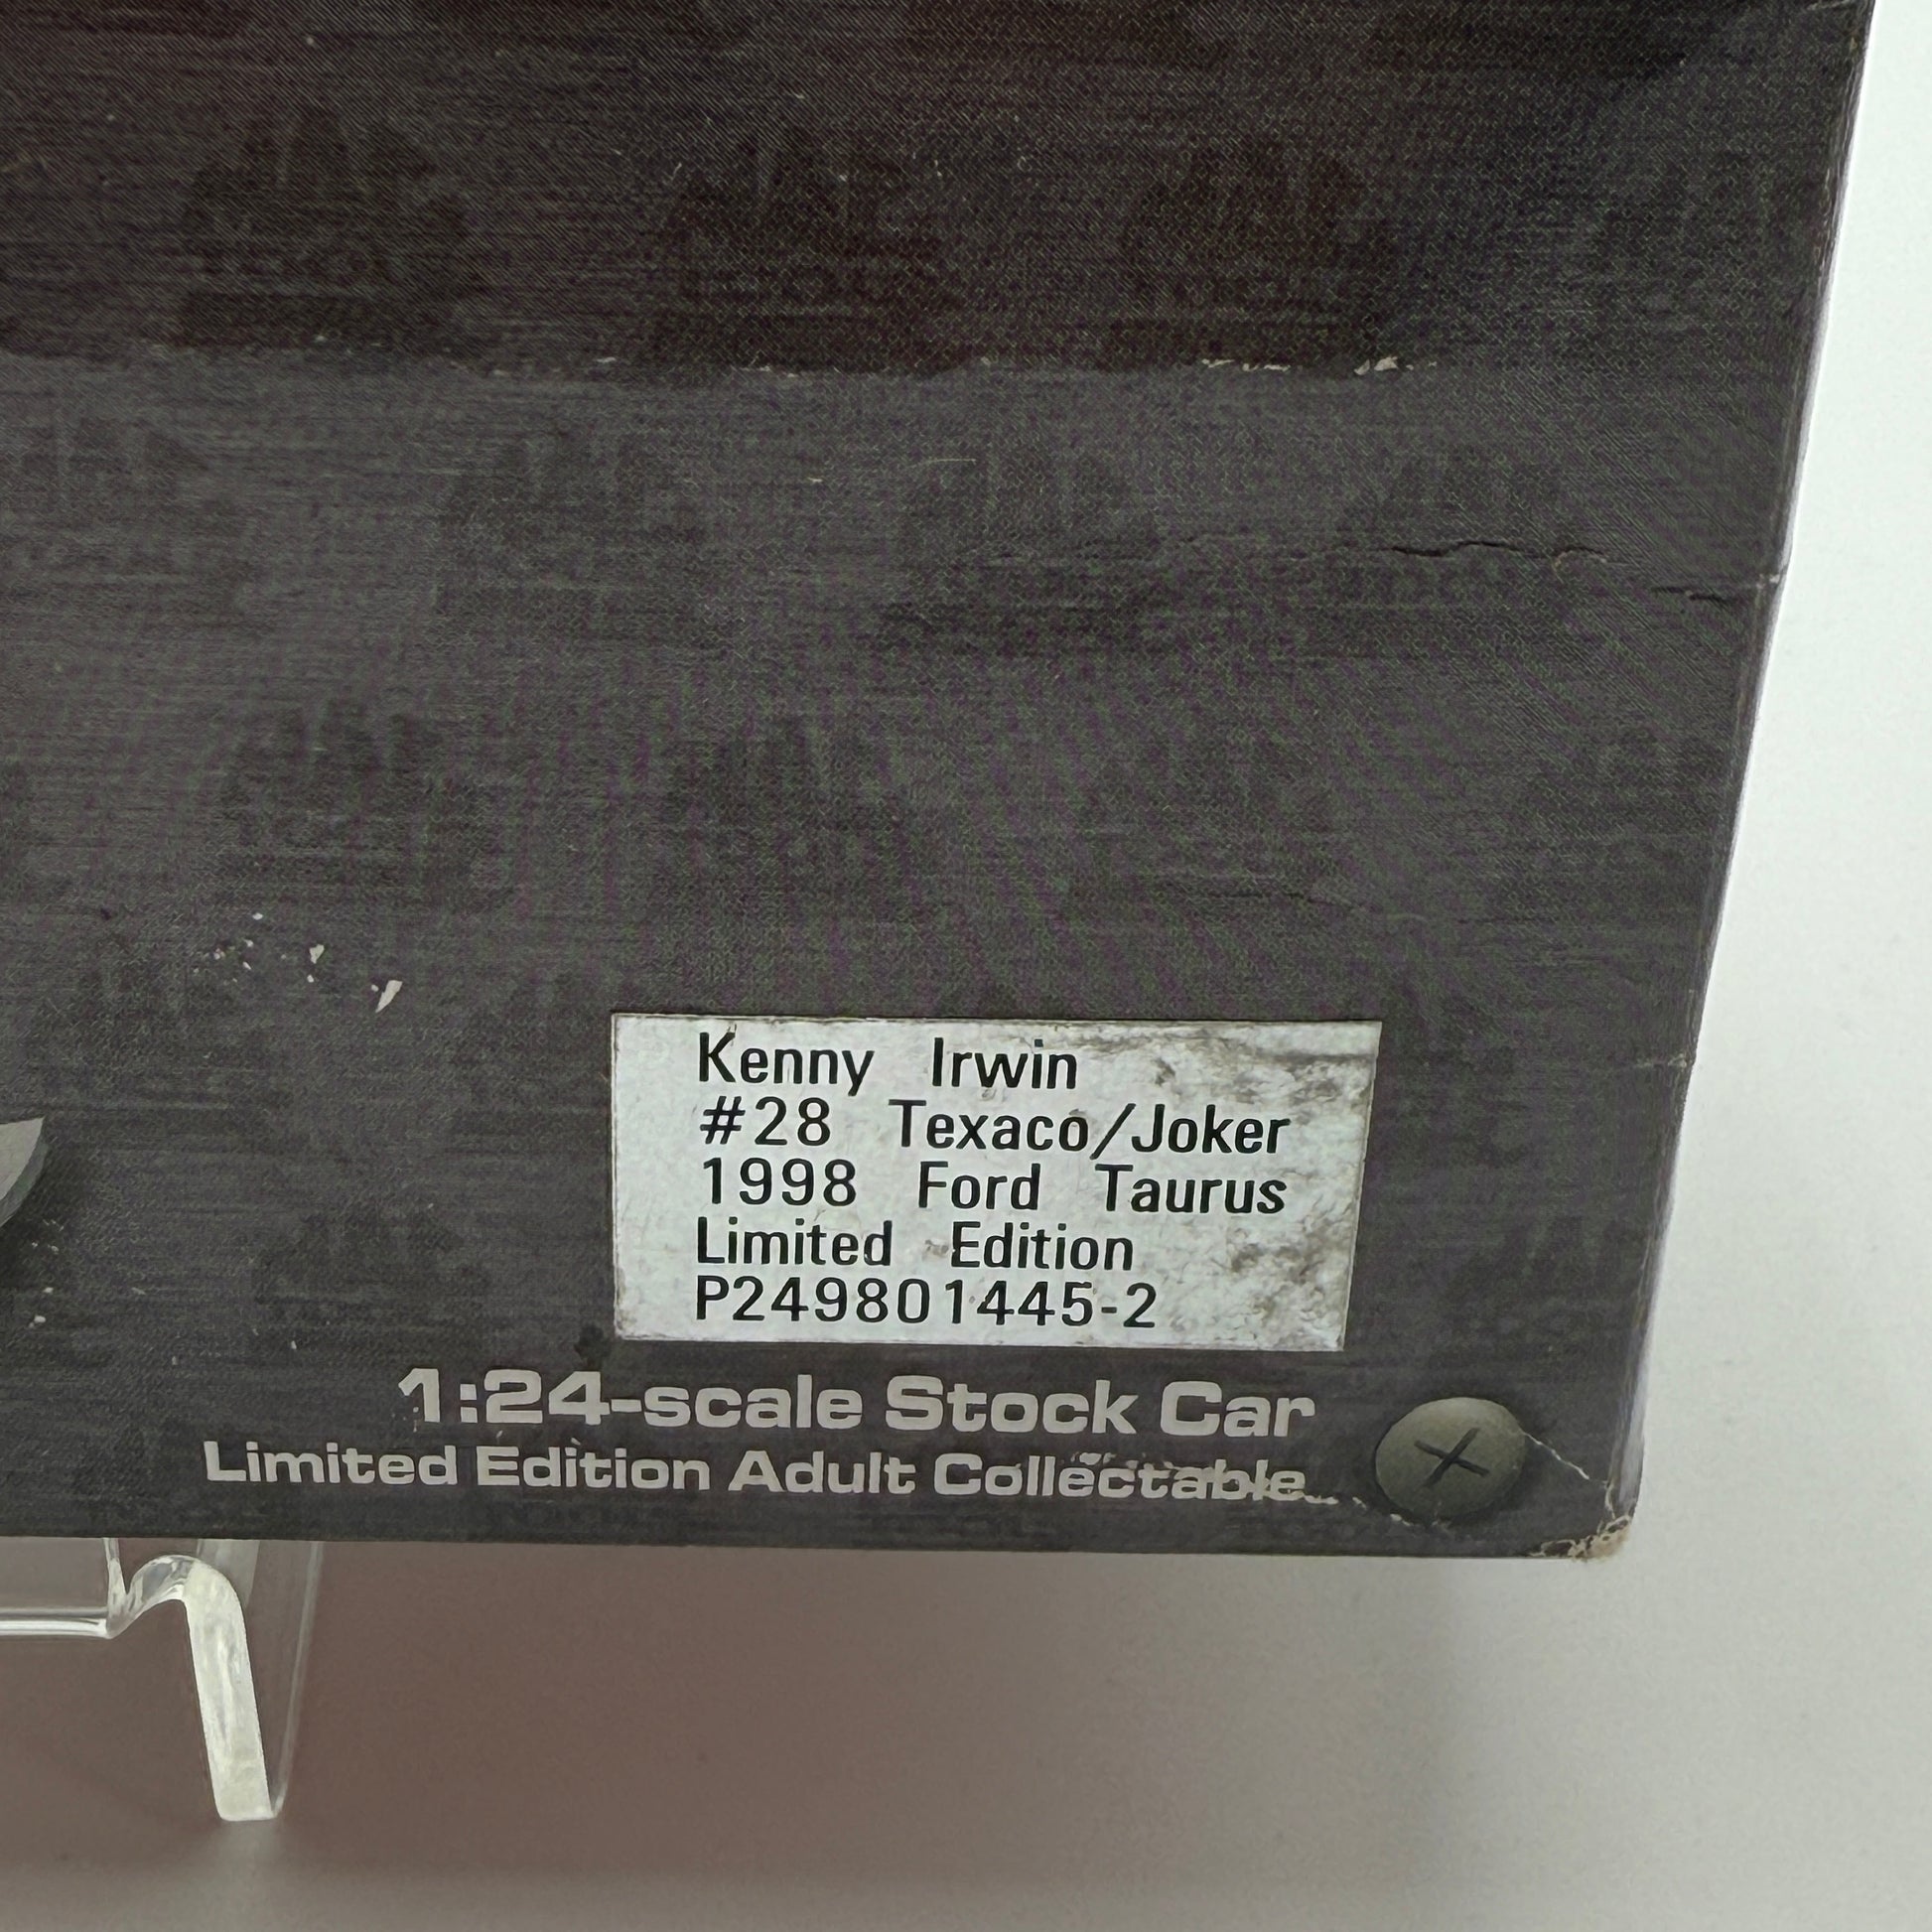 Kenny Irwin
#28 Texaco/Joker
1998 Ford Taurus
Limited Edition
P249801445-2
1:24-scale Stock Car
Limited Edition Adult Collectable